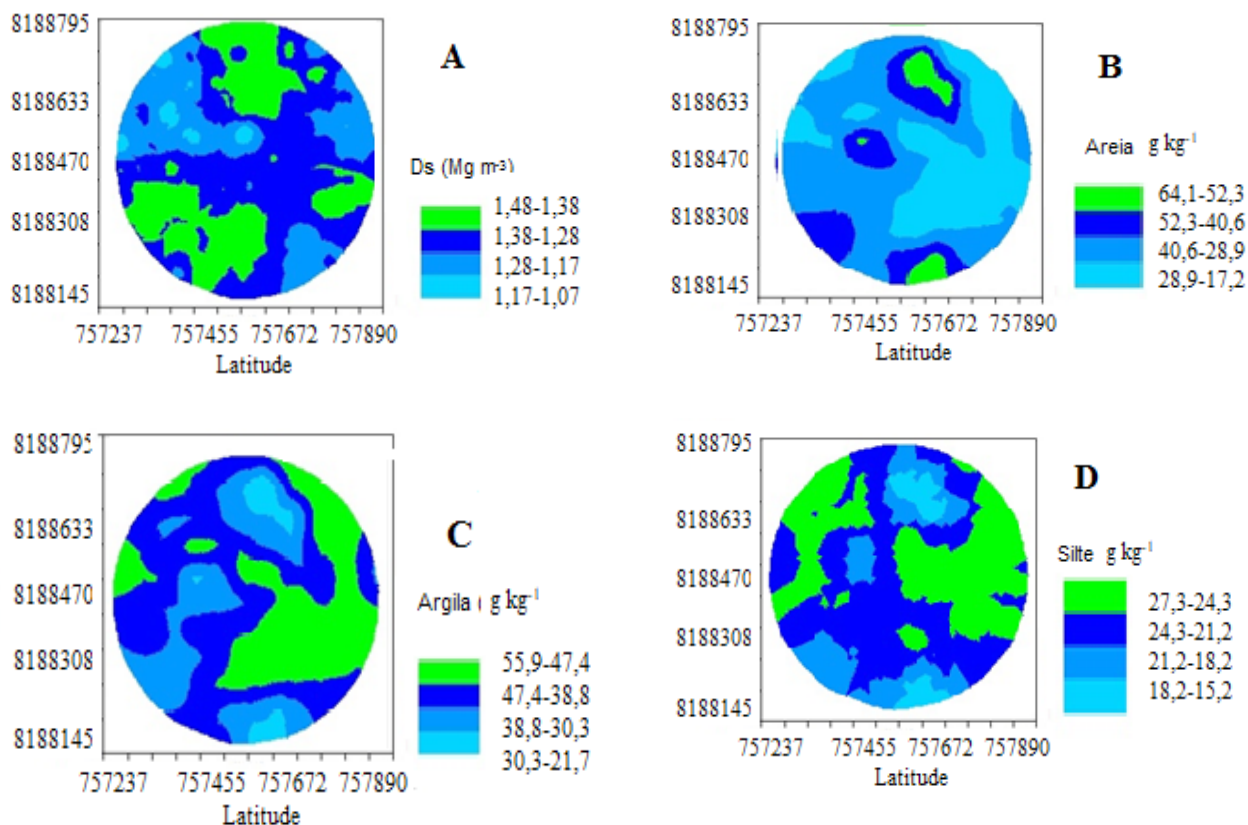 8188795
8188633
8188470
8188308
8188145
757237 757455 757672 757890
Latitude
A
Ds (Mg m-3)
1,48-1,38
1,38-1,28
1,28-1,17
1,17-1,07
8188795
8188633
8188470
8188308
8188145
757237 757455 757672 757890
Latitude
B
Areia g kg-1
64,1-52,3
52,3-40,6
40,6-28,9
28,9-17,2
8188795
8188633
8188470
8188308
8188145
757237 757455 757672 757890
Latitude
C
Argila ( g kg-1
55,9-47,4
47,4-38,8
38,8-30,3
30,3-21,7
8188795
8188633
8188470
8188308
8188145
757237 757455 757672 757890
Latitude
D
Silte g kg-1
27,3-24,3
24,3-21,2
21,2-18,2
18,2-15,2